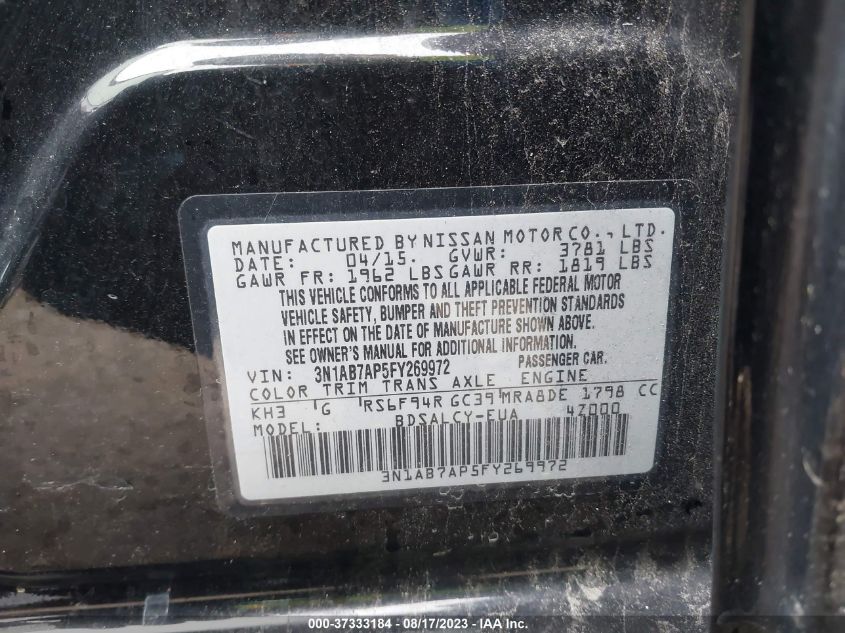 MANUFACTURED BY NISSAN MOTOR CO., LTD.
DATE: 04/15. GVWR: 3781 LBS
GAWR FR: 1962 LBS GAWR RR: 1819 LBS
THIS VEHICLE CONFORMS TO ALL APPLICABLE FEDERAL MOTOR
VEHICLE SAFETY, BUMPER AND THEFT PREVENTION STANDARDS
IN EFFECT ON THE DATE OF MANUFACTURE SHOWN ABOVE.
SEE OWNER'S MANUAL FOR ADDITIONAL INFORMATION.
VIN: 3N1AB7AP5FY269972 PASSENGER CAR.
COLOR TRIM TRANS AXLE ENGINE
KH3 G RS6F94R GC39 MRA8DE 1798 CC
MODEL: BDSALCY-EUA 4Z000
3N1AB7AP5FY269972
000-37333184 - 08/17/2023 - IAA, Inc.